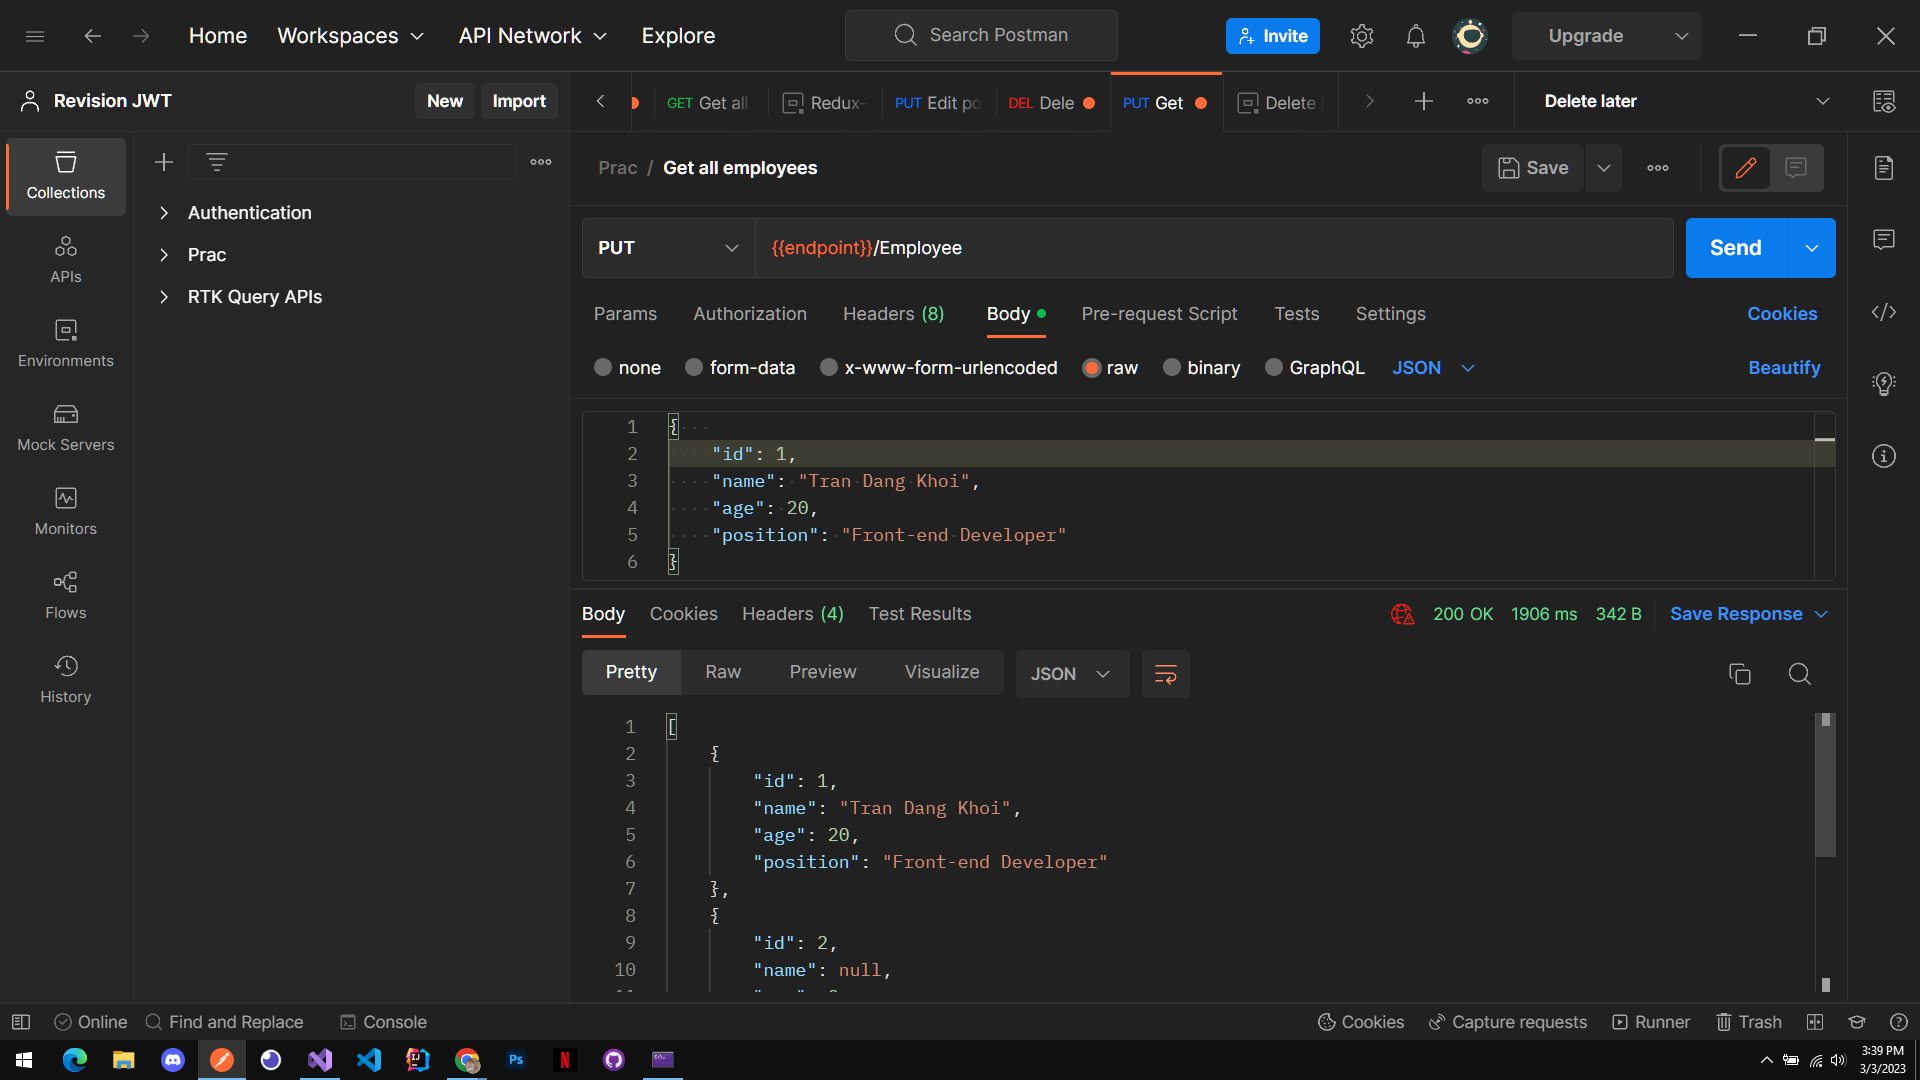 Home Workspaces API Network Explore Search Postman Invite Upgrade
Revision JWT New Import GET Get all Redux- PUT Edit po DEL Dele PUT Get Delete Delete later
Collections
APIs
Environments
Mock Servers
Monitors
Flows
History
Authentication
Prac
RTK Query APIs
Prac / Get all employees Save
PUT {{endpoint}}/Employee Send
Params Authorization Headers (8) Body Pre-request Script Tests Settings Cookies
none form-data x-www-form-urlencoded raw binary GraphQL JSON Beautify
1 {
2 "id": 1,
3 "name": "Tran Dang Khoi",
4 "age": 20,
5 "position": "Front-end Developer"
6 }
Body Cookies Headers (4) Test Results 200 OK 1906 ms 342 B Save Response
Pretty Raw Preview Visualize JSON
1 [
2 {
3 "id": 1,
4 "name": "Tran Dang Khoi",
5 "age": 20,
6 "position": "Front-end Developer"
7 },
8 {
9 "id": 2,
10 "name": null,
Online Find and Replace Console Cookies Capture requests Runner Trash
Ps N
3:39 PM
3/3/2023